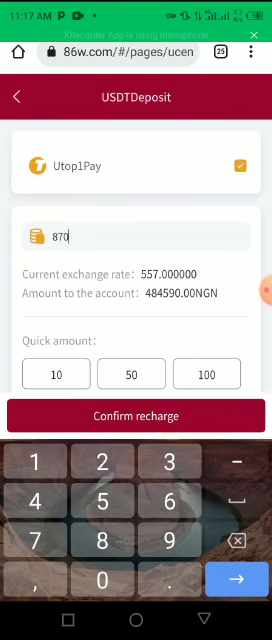 11:17 AM
XRecorder App is using microphone
86w.com/#/pages/ucen
25
USDTDeposit
Utop1Pay
870
Current exchange rate: 557.000000
Amount to the account: 484590.00NGN
Quick amount:
10 50 100
Confirm recharge
1 2 3 -
4 5 6
7 8 9
, 0 .